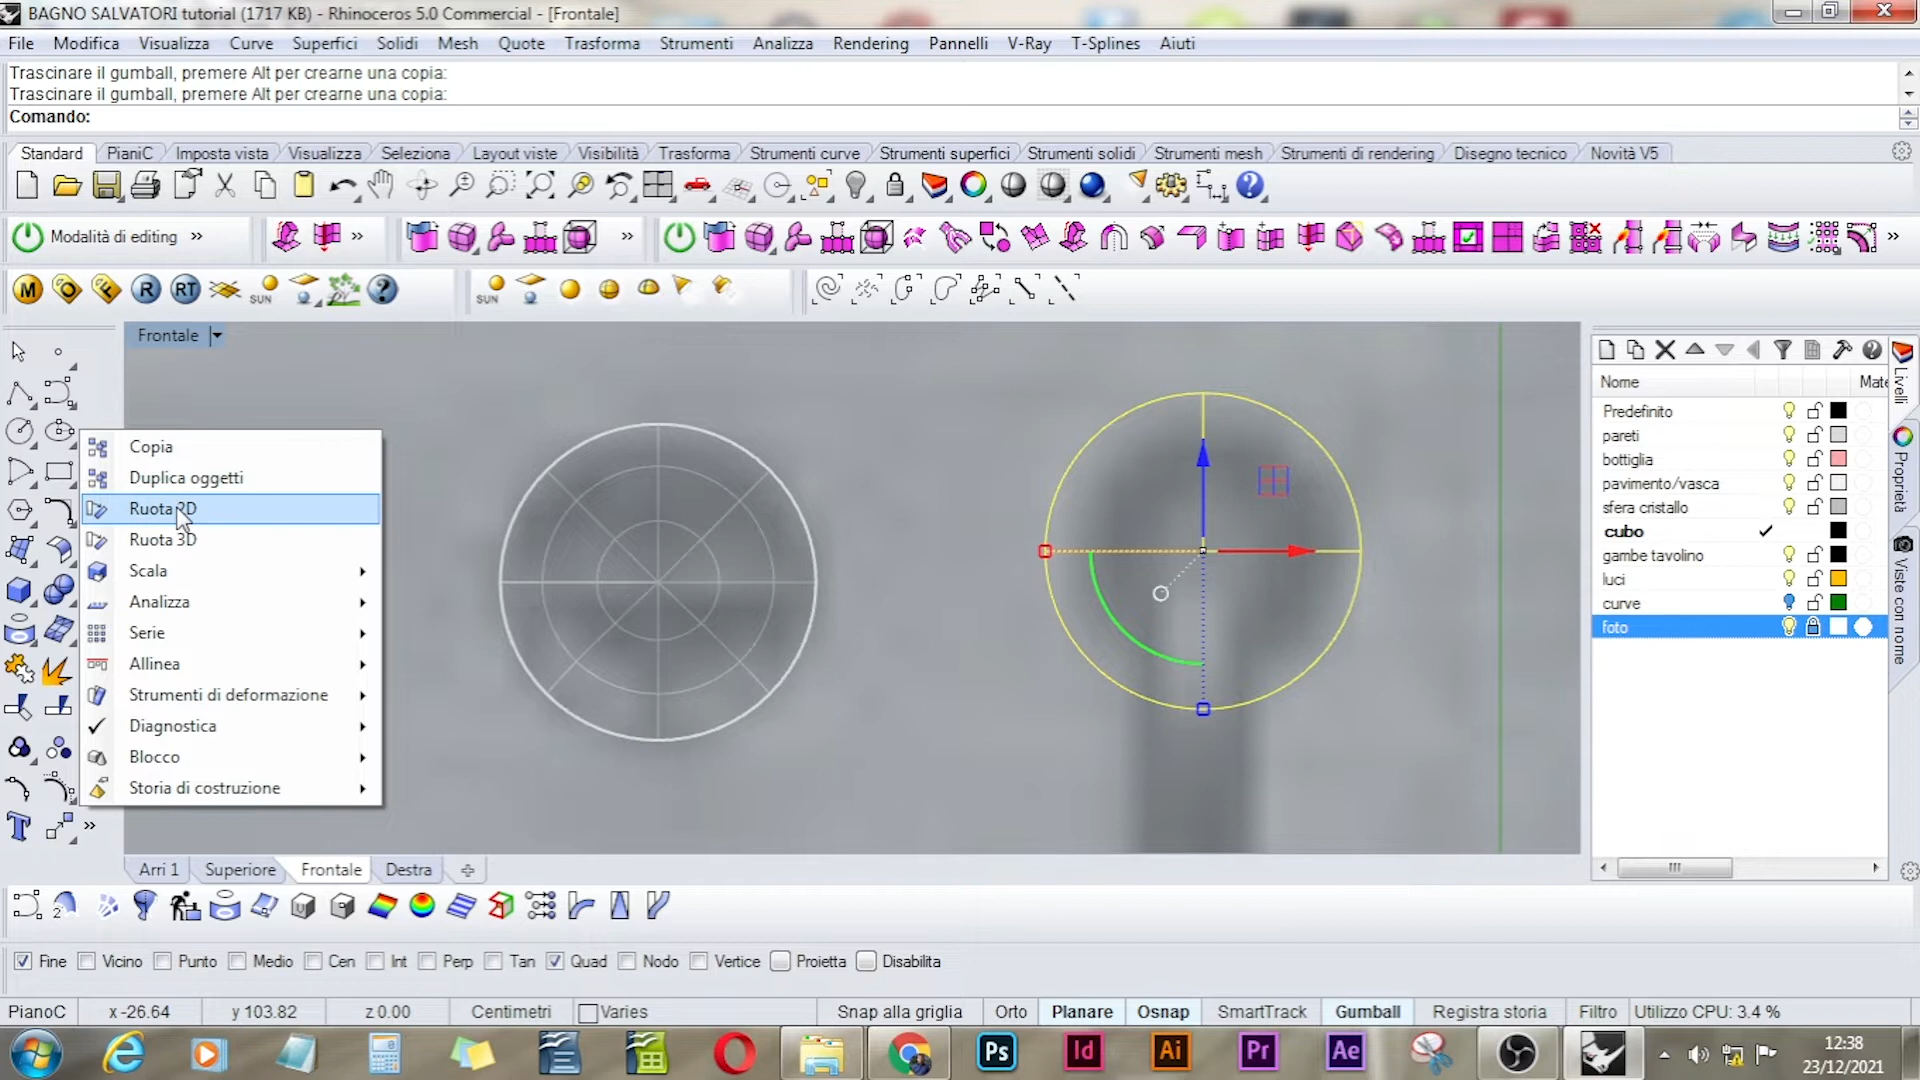 BAGNO SALVATORI tutorial (1717 KB) - Rhinoceros 5.0 Commercial - [Frontale]
File Modifica Visualizza Curve Superfici Solidi Mesh Quote Trasforma Strumenti Analizza Rendering Pannelli V-Ray T-Splines Aiuti
Trascinare il gumball, premere Alt per crearne una copia:
Trascinare il gumball, premere Alt per crearne una copia:
Comando:
Standard PianiC Imposta vista Visualizza Seleziona Layout viste Visibilità Trasforma Strumenti curve Strumenti superfici Strumenti solidi Strumenti mesh Strumenti di rendering Disegno tecnico Novità V5
Modalità di editing »
M O F R RT SUN SUN
Frontale
Copia
Duplica oggetti
Ruota 2D
Ruota 3D
Scala
Analizza
Serie
Allinea
Strumenti di deformazione
Diagnostica
Blocco
Storia di costruzione
Nome Mate
Predefinito
pareti
bottiglia
pavimento/vasca
sfera cristallo
cubo
gambe tavolino
luci
curve
foto
Livelli
Proprietà
Viste con nome
Arri 1 Superiore Frontale Destra
Fine Vicino Punto Medio Cen Int Perp Tan Quad Nodo Vertice Proietta Disabilita
PianoC x -26.64 y 103.82 z 0.00 Centimetri Varies Snap alla griglia Orto Planare Osnap SmartTrack Gumball Registra storia Filtro Utilizzo CPU: 3.4 %
Ps Id Ai Pr Ae
12:38
23/12/2021